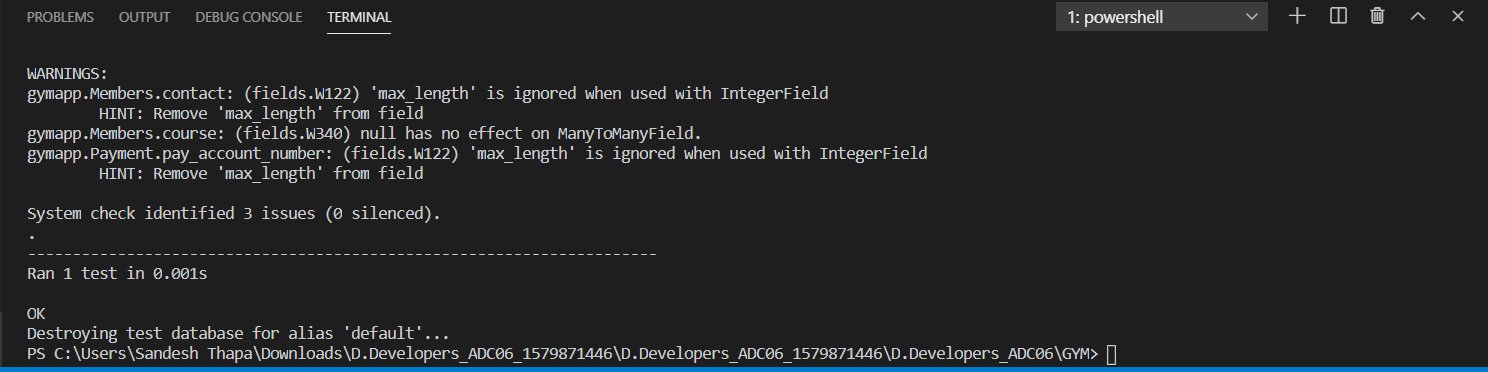 PROBLEMS OUTPUT DEBUG CONSOLE TERMINAL 1: powershell
WARNINGS:
gymapp.Members.contact: (fields.W122) 'max_length' is ignored when used with IntegerField
HINT: Remove 'max_length' from field
gymapp.Members.course: (fields.W340) null has no effect on ManyToManyField.
gymapp.Payment.pay_account_number: (fields.W122) 'max_length' is ignored when used with IntegerField
HINT: Remove 'max_length' from field
System check identified 3 issues (0 silenced).
.
----------------------------------------------------------------------
Ran 1 test in 0.001s
OK
Destroying test database for alias 'default'...
PS C:\Users\Sandesh Thapa\Downloads\D.Developers_ADC06_1579871446\D.Developers_ADC06_1579871446\D.Developers_ADC06\GYM>